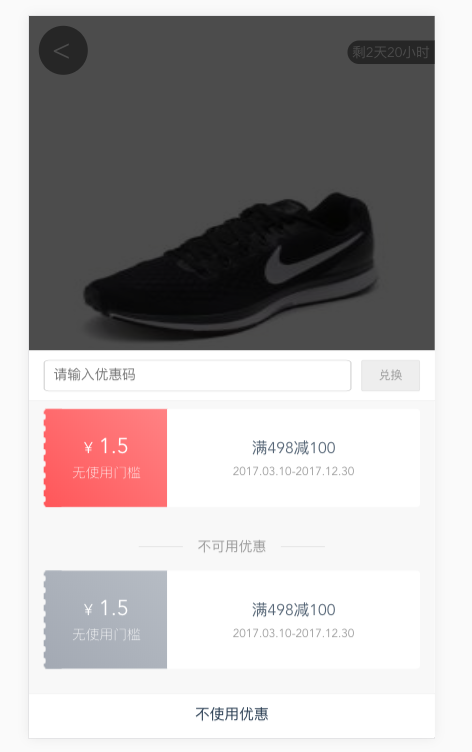 <
剩2天20小时
请输入优惠码
兑换
¥ 1.5
无使用门槛
满498减100
2017.03.10-2017.12.30
不可用优惠
¥ 1.5
无使用门槛
满498减100
2017.03.10-2017.12.30
不使用优惠